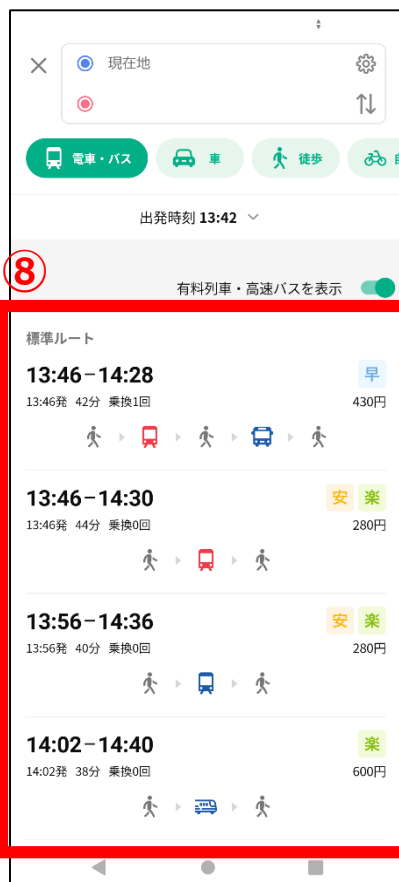 現在地
電車・バス 車 徒歩
出発時刻 13:42
⑧
有料列車・高速バスを表示
標準ルート
13:46-14:28 早
13:46発 42分 乗換1回 430円
13:46-14:30 安 楽
13:46発 44分 乗換0回 280円
13:56-14:36 安 楽
13:56発 40分 乗換0回 280円
14:02-14:40 楽
14:02発 38分 乗換0回 600円